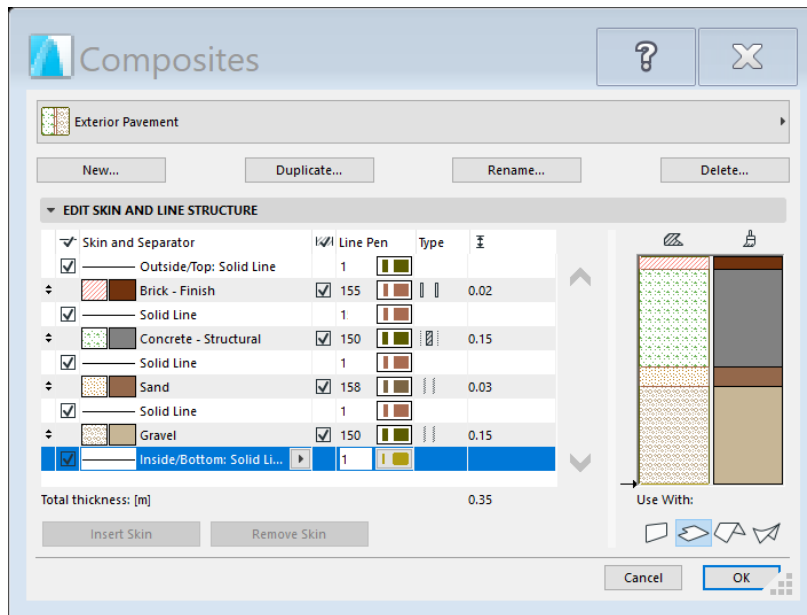 Composites
Exterior Pavement
New... Duplicate... Rename... Delete...
EDIT SKIN AND LINE STRUCTURE
Skin and Separator Line Pen Type
Outside/Top: Solid Line 1
Brick - Finish 155 0.02
Solid Line 1
Concrete - Structural 150 0.15
Solid Line 1
Sand 158 0.03
Solid Line 1
Gravel 150 0.15
Inside/Bottom: Solid Li... 1
Total thickness: [m] 0.35
Use With:
Insert Skin Remove Skin
Cancel OK